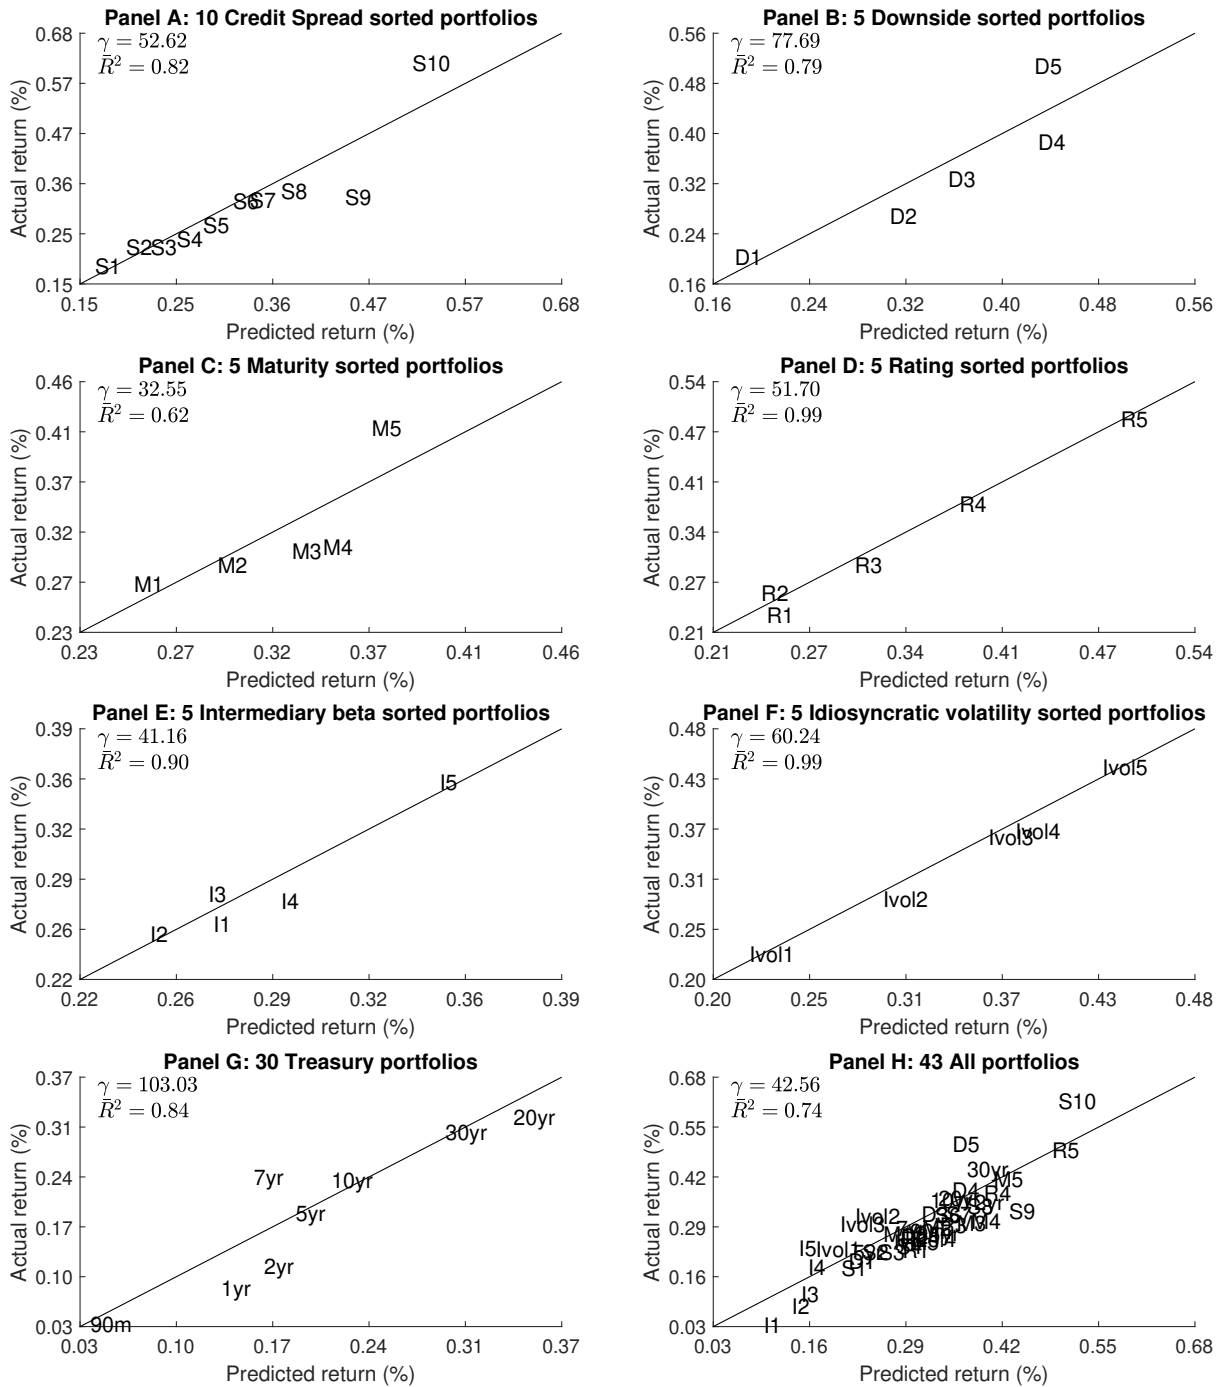 Panel A: 10 Credit Spread sorted portfolios
γ = 52.62
R̄² = 0.82
Actual return (%)
0.68
0.57
0.47
0.36
0.25
0.15
S1
S2
S3
S4
S5
S6
S7
S8
S9
S10
0.15 0.25 0.36 0.47 0.57 0.68
Predicted return (%)
Panel B: 5 Downside sorted portfolios
γ = 77.69
R̄² = 0.79
Actual return (%)
0.56
0.48
0.40
0.32
0.24
0.16
D1
D2
D3
D4
D5
0.16 0.24 0.32 0.40 0.48 0.56
Predicted return (%)
Panel C: 5 Maturity sorted portfolios
γ = 32.55
R̄² = 0.62
Actual return (%)
0.46
0.41
0.37
0.32
0.27
0.23
M1
M2
M3
M4
M5
0.23 0.27 0.32 0.37 0.41 0.46
Predicted return (%)
Panel D: 5 Rating sorted portfolios
γ = 51.70
R̄² = 0.99
Actual return (%)
0.54
0.47
0.41
0.34
0.27
0.21
R1
R2
R3
R4
R5
0.21 0.27 0.34 0.41 0.47 0.54
Predicted return (%)
Panel E: 5 Intermediary beta sorted portfolios
γ = 41.16
R̄² = 0.90
Actual return (%)
0.39
0.36
0.32
0.29
0.26
0.22
I1
I2
I3
I4
I5
0.22 0.26 0.29 0.32 0.36 0.39
Predicted return (%)
Panel F: 5 Idiosyncratic volatility sorted portfolios
γ = 60.24
R̄² = 0.99
Actual return (%)
0.48
0.43
0.37
0.31
0.25
0.20
Ivol1
Ivol2
Ivol3
Ivol4
Ivol5
0.20 0.25 0.31 0.37 0.43 0.48
Predicted return (%)
Panel G: 30 Treasury portfolios
γ = 103.03
R̄² = 0.84
Actual return (%)
0.37
0.31
0.24
0.17
0.10
0.03
90m
1yr
2yr
5yr
7yr
10yr
20yr
30yr
0.03 0.10 0.17 0.24 0.31 0.37
Predicted return (%)
Panel H: 43 All portfolios
γ = 42.56
R̄² = 0.74
Actual return (%)
0.68
0.55
0.42
0.29
0.16
0.03
S10
D5
R5
30yr
M5
D4
R4
S9
Ivol2
Ivol3
I5
Ivol1
I4
S1
I3
I2
I1
0.03 0.16 0.29 0.42 0.55 0.68
Predicted return (%)